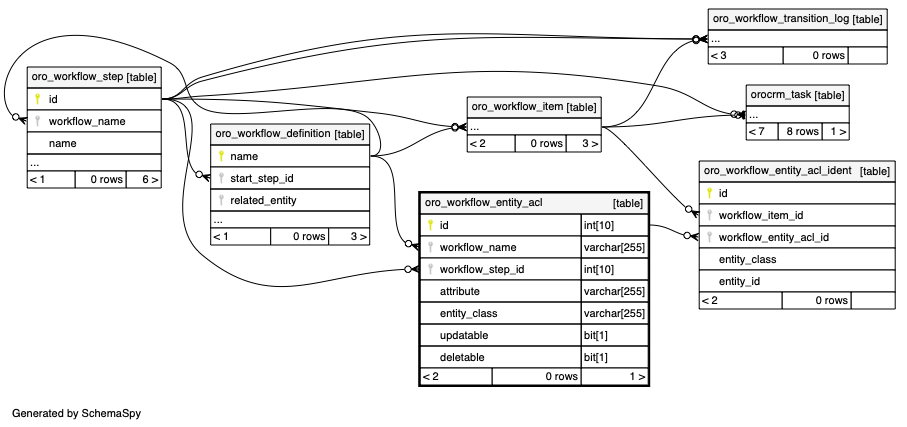 oro_workflow_transition_log [table]
...
< 3 0 rows
oro_workflow_step [table]
id
workflow_name
name
...
< 1 0 rows 6 >
orocrm_task [table]
...
< 7 8 rows 1 >
oro_workflow_item [table]
...
< 2 0 rows 3 >
oro_workflow_definition [table]
name
start_step_id
related_entity
...
< 1 0 rows 3 >
oro_workflow_entity_acl_ident [table]
id
workflow_item_id
workflow_entity_acl_id
entity_class
entity_id
< 2 0 rows
oro_workflow_entity_acl [table]
id int[10]
workflow_name varchar[255]
workflow_step_id int[10]
attribute varchar[255]
entity_class varchar[255]
updatable bit[1]
deletable bit[1]
< 2 0 rows 1 >
Generated by SchemaSpy